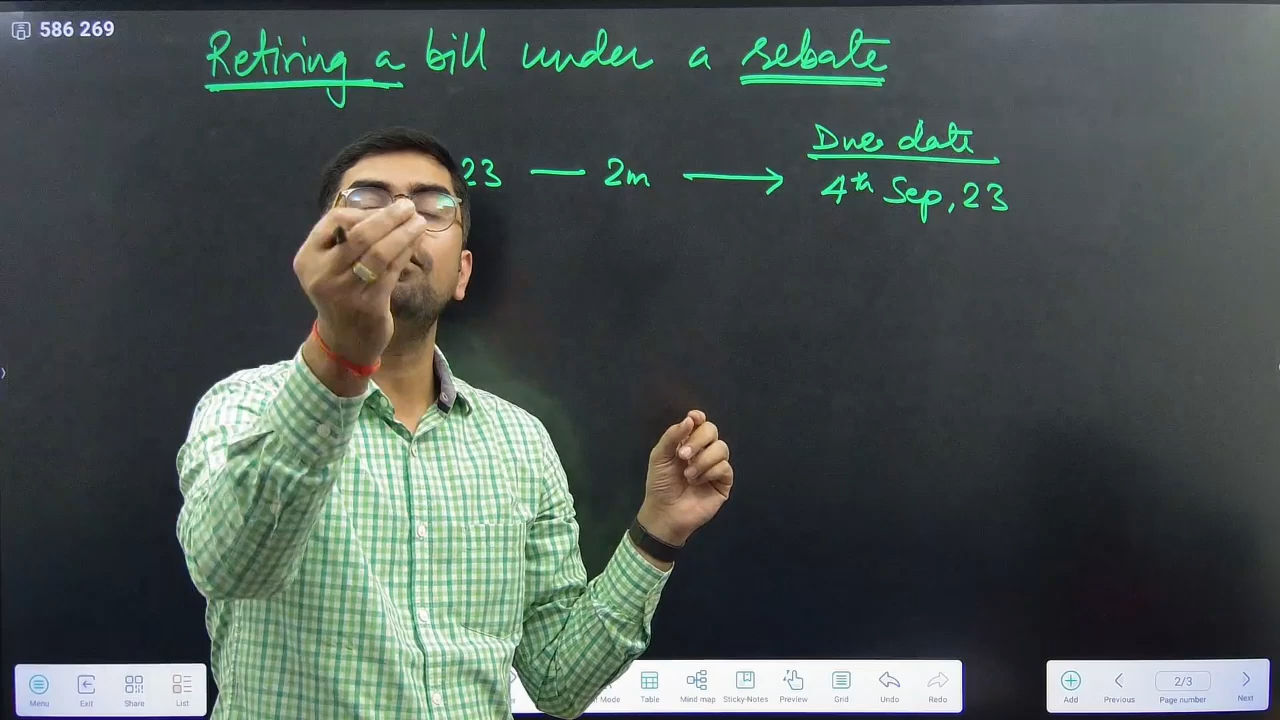 586 269
Retiring a bill under a rebate
Due date
23 — 2m → 4th Sep, 23
Menu Exit Share List Mode Table Mind map Sticky-Notes Preview Grid Undo Redo Add Previous 2/3 Page number Next